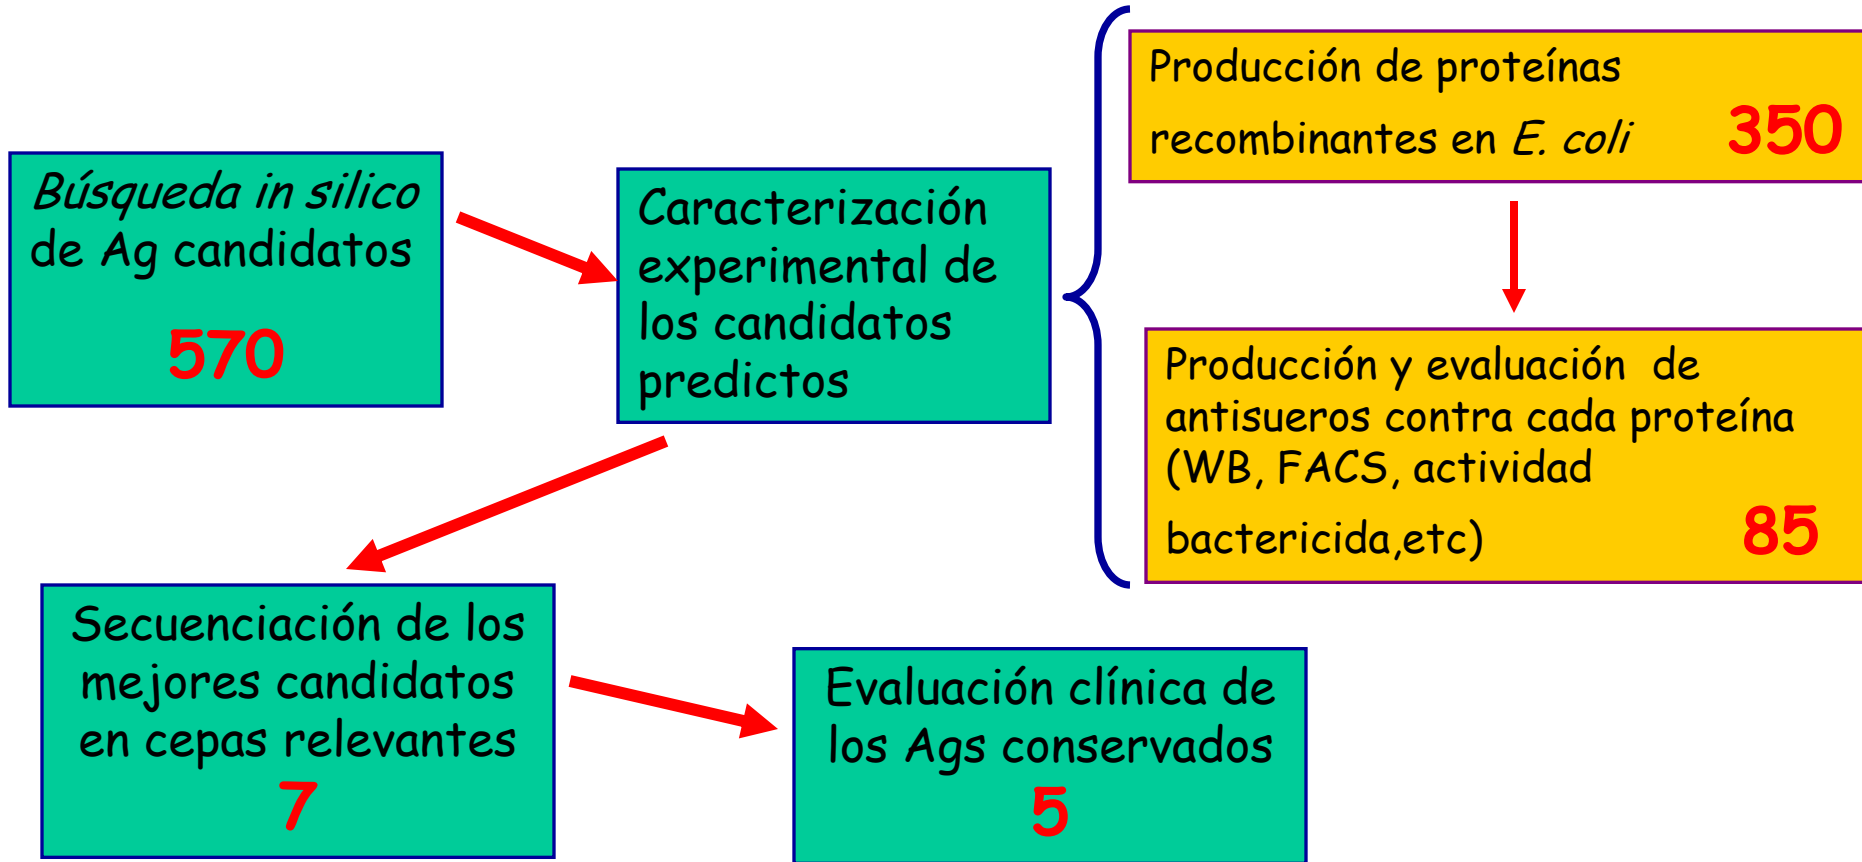 Búsqueda in silico
de Ag candidatos
570
Caracterización
experimental de
los candidatos
predictos
Producción de proteínas
recombinantes en E. coli 350
Producción y evaluación de
antisueros contra cada proteína
(WB, FACS, actividad
bactericida,etc) 85
Secuenciación de los
mejores candidatos
en cepas relevantes
7
Evaluación clínica de
los Ags conservados
5